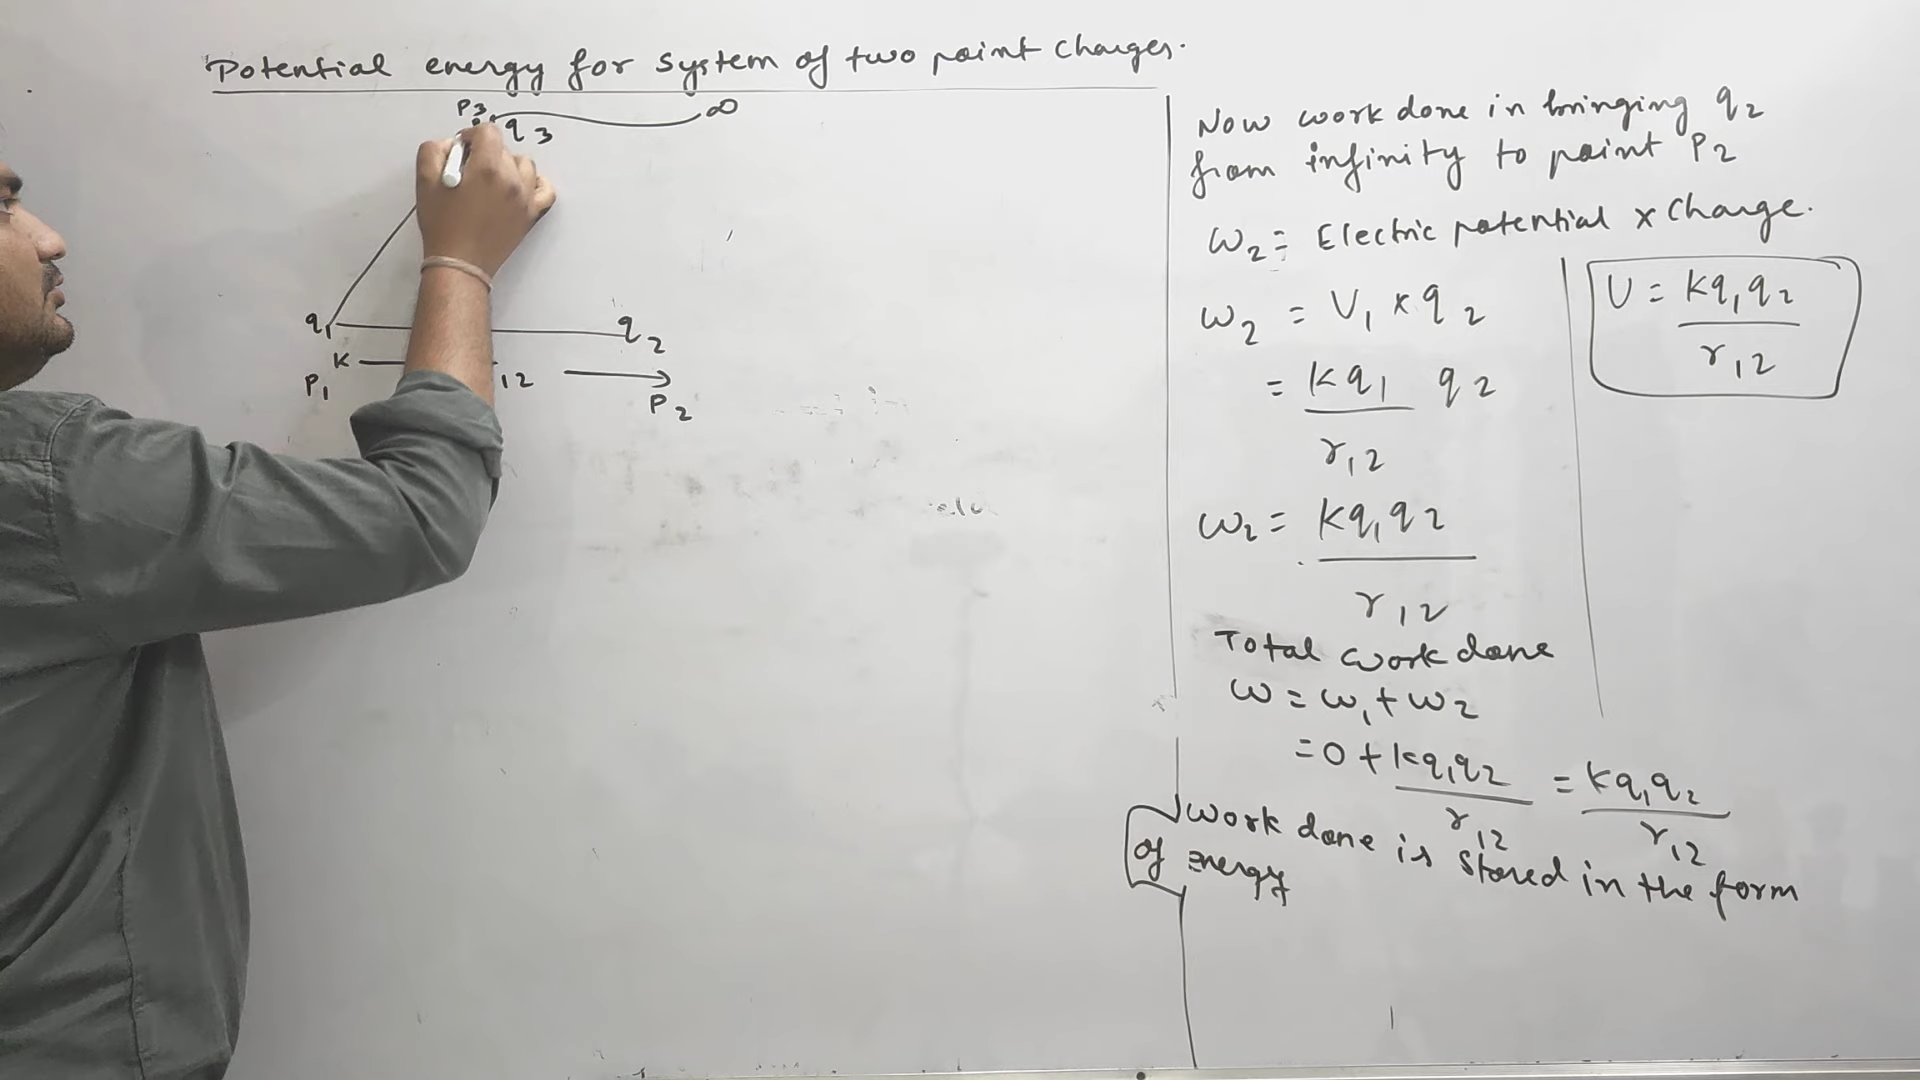 Potential energy for system of two point charges.
P3 ∞
q3
q1 q2
K 12
P1 P2
Now work done in bringing q2
from infinity to point P2
W2 = Electric potential x Charge.
W2 = V1 x q2
= Kq1 q2
r12
W2 = Kq1q2
r12
Total work done
W = W1 + W2
= 0 + Kq1q2 = Kq1q2
r12 r12
Work done is stored in the form
of energy
U = Kq1q2
r12